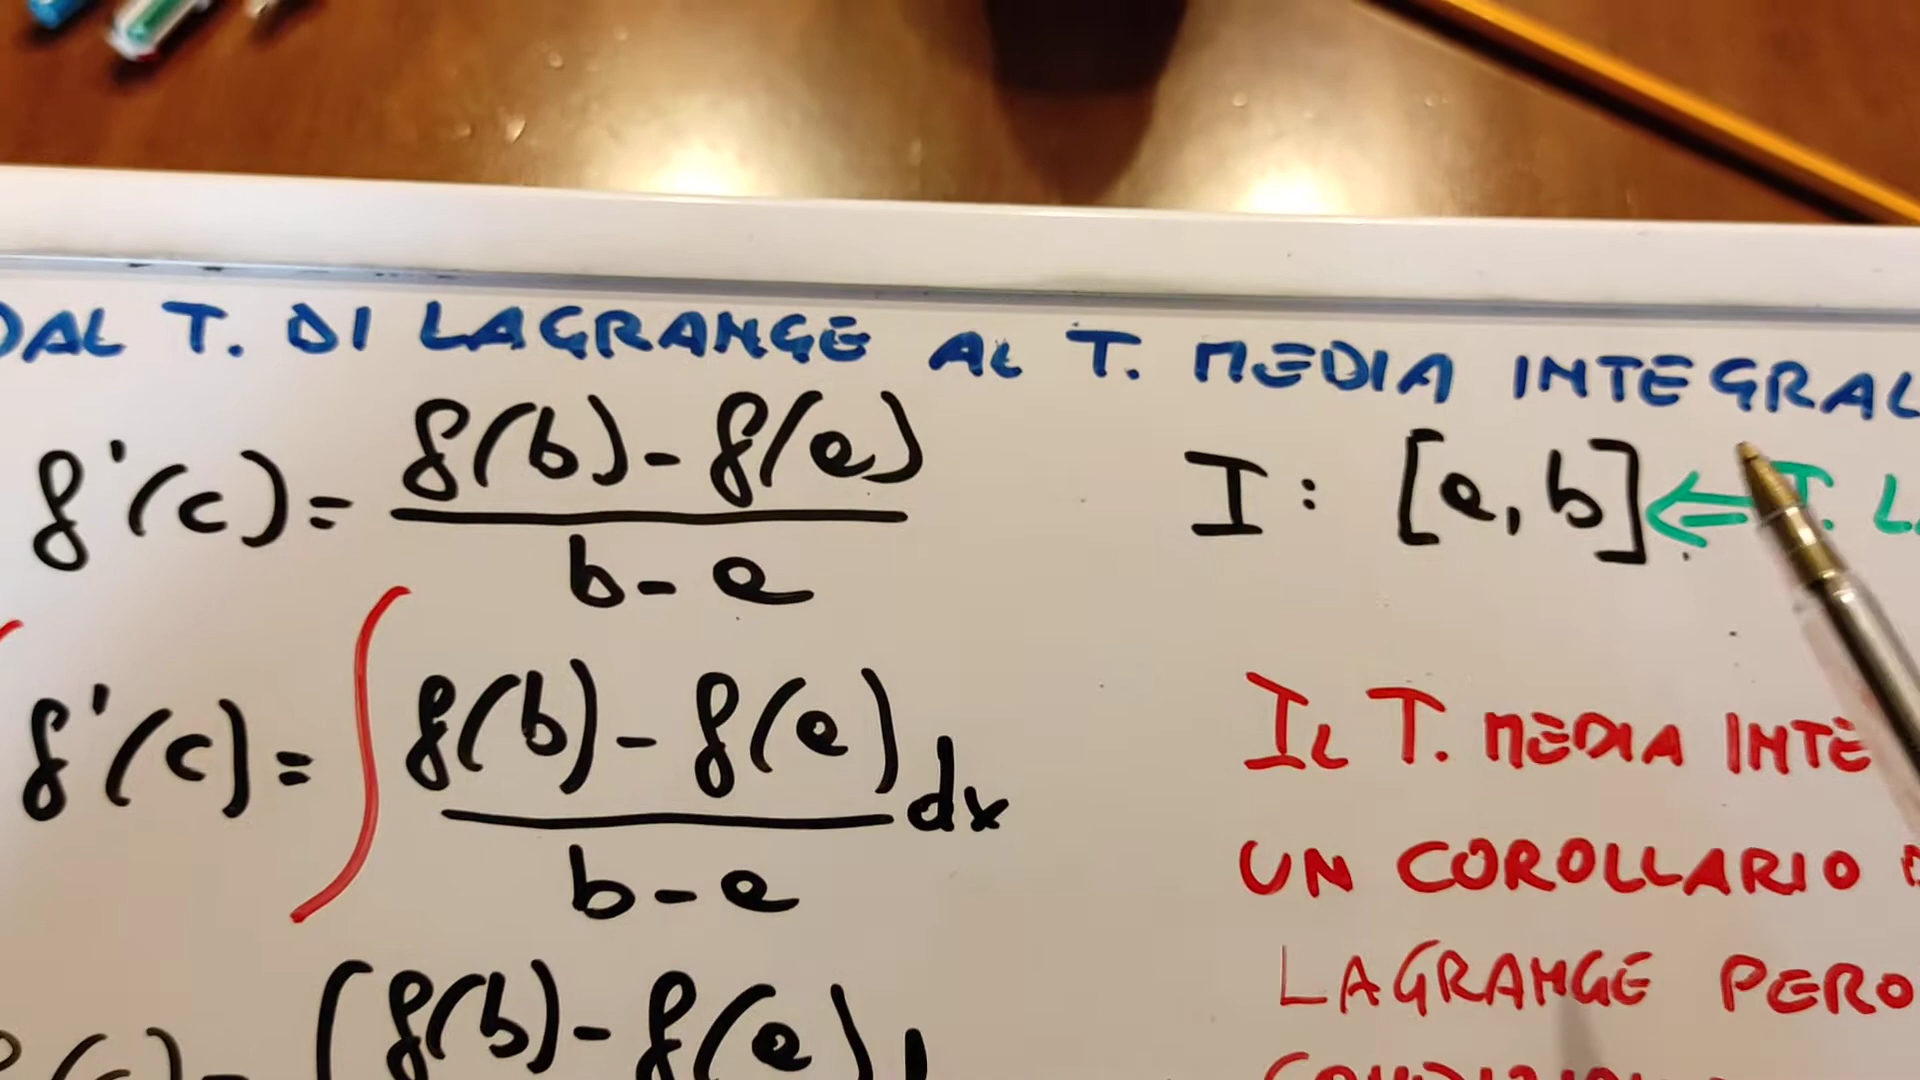 DAL T. DI LAGRANGE AL T. MEDIA INTEGRAL
f'(c) = f(b) - f(a) / b - a
I : [a, b] ⇐ T. L
f'(c) = ∫ f(b) - f(a) / b - a dx
IL T. MEDIA INTE
UN COROLLARIO
LAGRANGE PERO
(c) = ∫ f(b) - f(a)